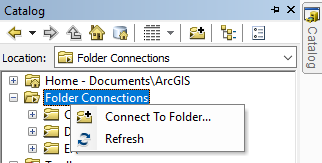 Catalog
Location: Folder Connections
Home - Documents\ArcGIS
Folder Connections
Connect To Folder...
Refresh
Catalog